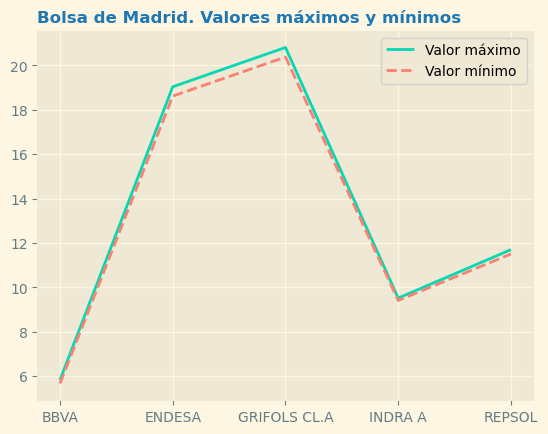 Bolsa de Madrid. Valores máximos y mínimos
Valor máximo
Valor mínimo
20
18
16
14
12
10
8
6
BBVA
ENDESA
GRIFOLS CL.A
INDRA A
REPSOL